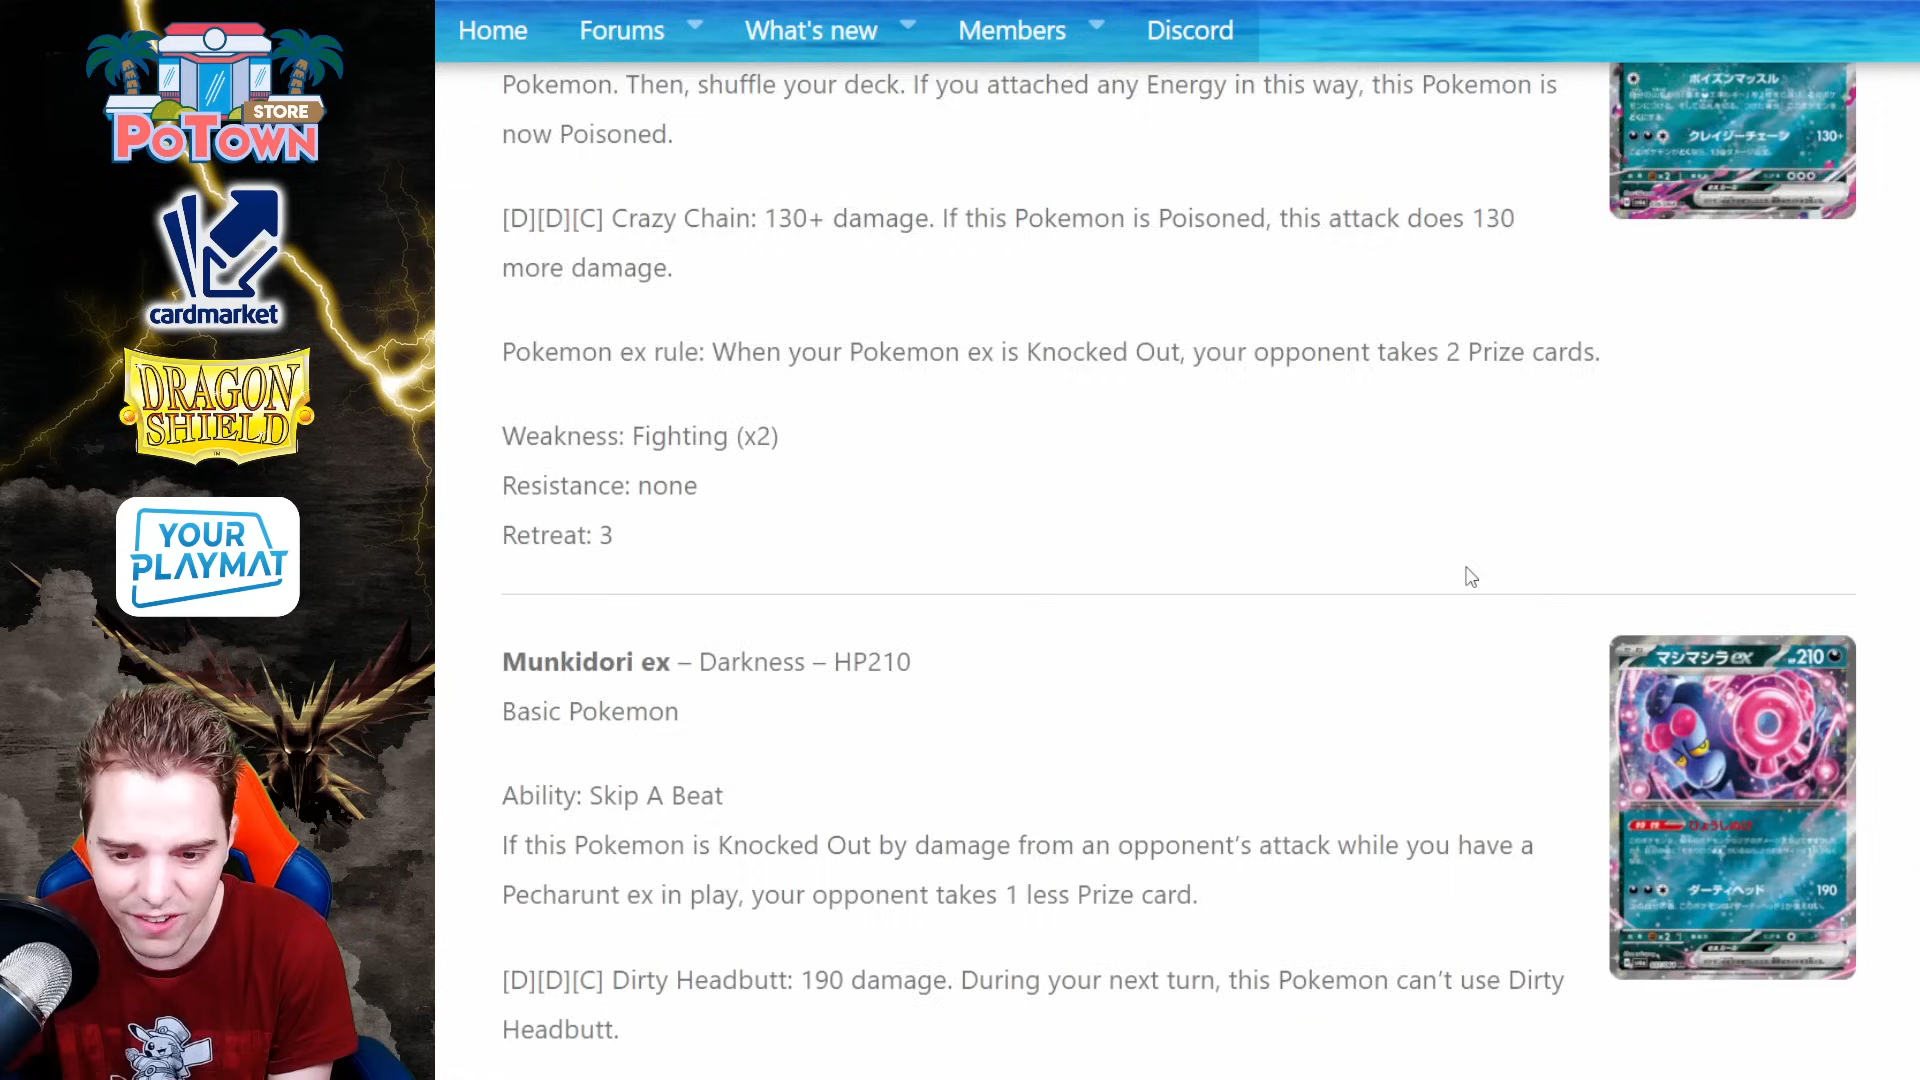 Home Forums What's new Members Discord
STORE
PoTown
cardmarket
DRAGON
SHIELD
YOUR
PLAYMAT
Pokemon. Then, shuffle your deck. If you attached any Energy in this way, this Pokemon is
now Poisoned.
[D][D][C] Crazy Chain: 130+ damage. If this Pokemon is Poisoned, this attack does 130
more damage.
Pokemon ex rule: When your Pokemon ex is Knocked Out, your opponent takes 2 Prize cards.
Weakness: Fighting (x2)
Resistance: none
Retreat: 3
ポイズンマッスル
クレイジーチェーン 130+
Munkidori ex – Darkness – HP210
Basic Pokemon
Ability: Skip A Beat
If this Pokemon is Knocked Out by damage from an opponent’s attack while you have a
Pecharunt ex in play, your opponent takes 1 less Prize card.
[D][D][C] Dirty Headbutt: 190 damage. During your next turn, this Pokemon can’t use Dirty
Headbutt.
マシマシラex 210
ダーティヘッド 190